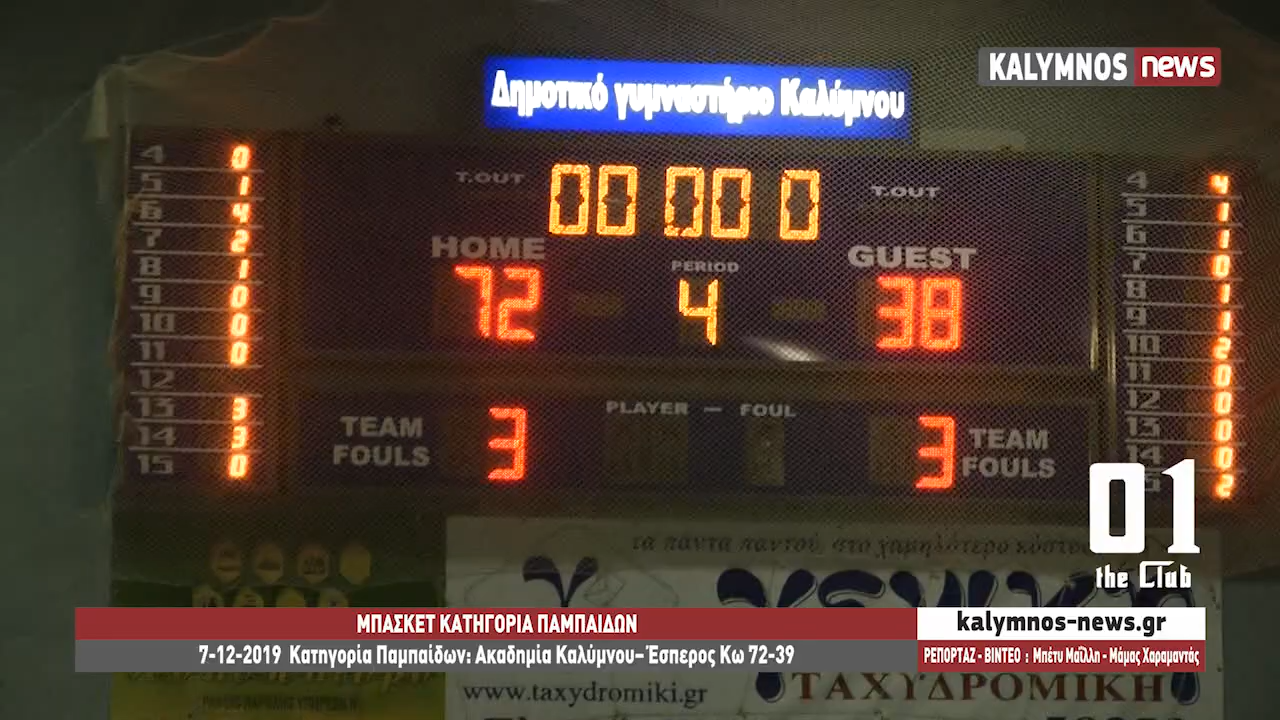 KALYMNOS news
Δημοτικό γυμναστήριο Καλύμνου
T.OUT 00 00 0 T.OUT
HOME PERIOD GUEST
72 4 38
PLAYER — FOUL
TEAM FOULS 3 3 TEAM FOULS
4 0
5 1
6 4
7 2
8 1
9 0
10 0
11 0
12
13 3
14 3
15 0
4 4
5 1
6 1
7 0
8 1
9 1
10 2
11 0
12 0
13 0
14 0
15 2
01
the Club
τα πάντα παντού, στο χαμηλότερο κόστος
ΓΕΝΙΚΗ
ΤΑΧΥΔΡΟΜΙΚΗ
www.taxydromiki.gr
ΜΠΑΣΚΕΤ ΚΑΤΗΓΟΡΙΑ ΠΑΜΠΑΙΔΩΝ
7-12-2019 Κατηγορία Παμπαίδων: Ακαδημία Καλύμνου-Έσπερος Κω 72-39
kalymnos-news.gr
ΡΕΠΟΡΤΑΖ - ΒΙΝΤΕΟ : Μπέτυ Μαΐλλη - Μάμας Χαραμαντάς